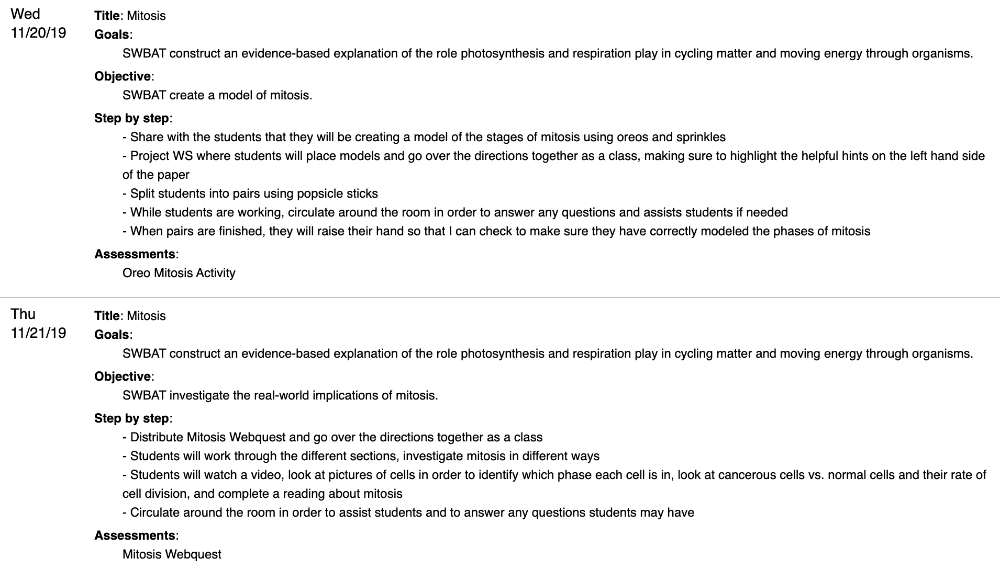 Wed
11/20/19
Title: Mitosis
Goals:
SWBAT construct an evidence-based explanation of the role photosynthesis and respiration play in cycling matter and moving energy through organisms.
Objective:
SWBAT create a model of mitosis.
Step by step:
- Share with the students that they will be creating a model of the stages of mitosis using oreos and sprinkles
- Project WS where students will place models and go over the directions together as a class, making sure to highlight the helpful hints on the left hand side
of the paper
- Split students into pairs using popsicle sticks
- While students are working, circulate around the room in order to answer any questions and assists students if needed
- When pairs are finished, they will raise their hand so that I can check to make sure they have correctly modeled the phases of mitosis
Assessments:
Oreo Mitosis Activity
Thu
11/21/19
Title: Mitosis
Goals:
SWBAT construct an evidence-based explanation of the role photosynthesis and respiration play in cycling matter and moving energy through organisms.
Objective:
SWBAT investigate the real-world implications of mitosis.
Step by step:
- Distribute Mitosis Webquest and go over the directions together as a class
- Students will work through the different sections, investigate mitosis in different ways
- Students will watch a video, look at pictures of cells in order to identify which phase each cell is in, look at cancerous cells vs. normal cells and their rate of
cell division, and complete a reading about mitosis
- Circulate around the room in order to assist students and to answer any questions students may have
Assessments:
Mitosis Webquest